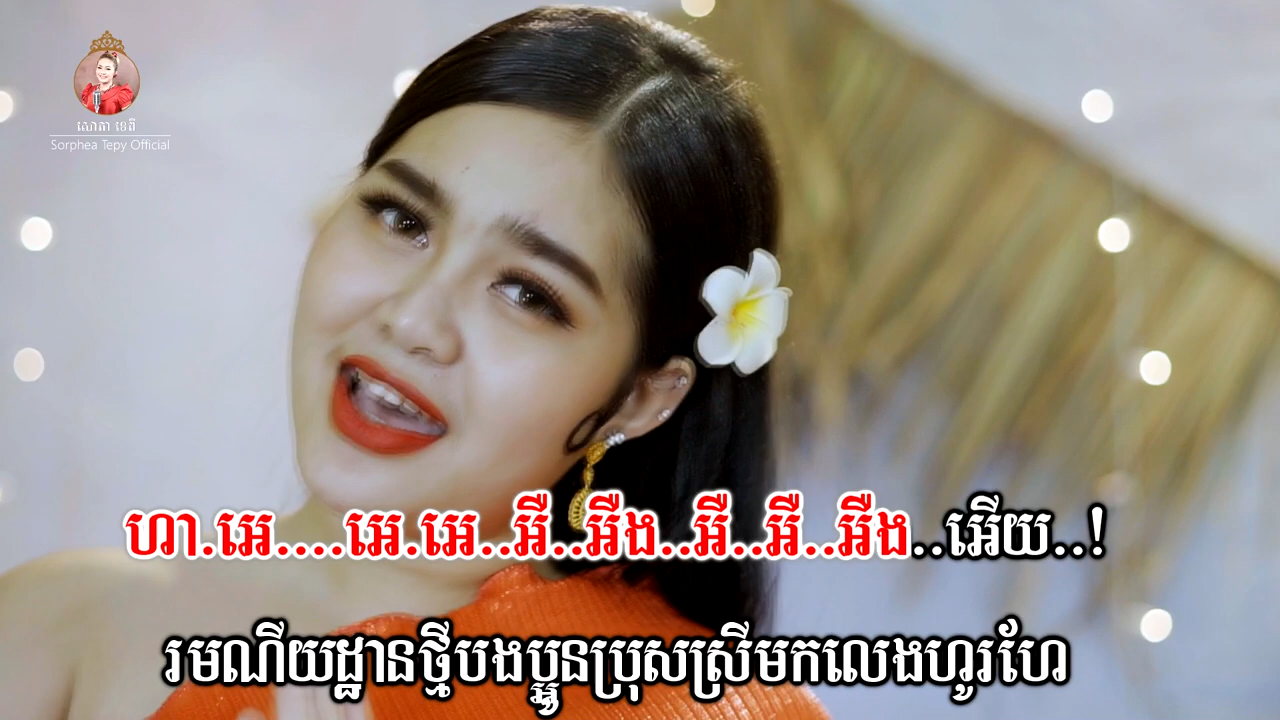 សោភា ទេពី
Sorphea Tepy Official
ហា.អេ....អេ.អេ..អឺ..អឺង..អឺ..អឺ..អឺង..អើយ..!
រមណីយដ្ឋានថ្មីបងប្អូនប្រុសស្រីមកលេងហូរហែ